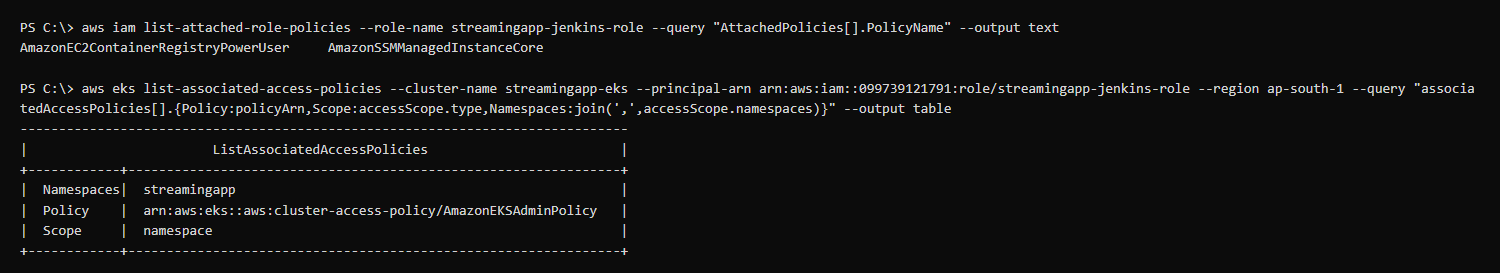 PS C:\> aws iam list-attached-role-policies --role-name streamingapp-jenkins-role --query "AttachedPolicies[].PolicyName" --output text
AmazonEC2ContainerRegistryPowerUser     AmazonSSMManagedInstanceCore
PS C:\> aws eks list-associated-access-policies --cluster-name streamingapp-eks --principal-arn arn:aws:iam::099739121791:role/streamingapp-jenkins-role --region ap-south-1 --query "associa
tedAccessPolicies[].{Policy:policyArn,Scope:accessScope.type,Namespaces:join(',',accessScope.namespaces)}" --output table
-----------------------------------------------------------------------------
|                       ListAssociatedAccessPolicies                        |
+------------+--------------------------------------------------------------+
|  Namespaces|  streamingapp                                                |
|  Policy    |  arn:aws:eks::aws:cluster-access-policy/AmazonEKSAdminPolicy   |
|  Scope     |  namespace                                                   |
+------------+--------------------------------------------------------------+